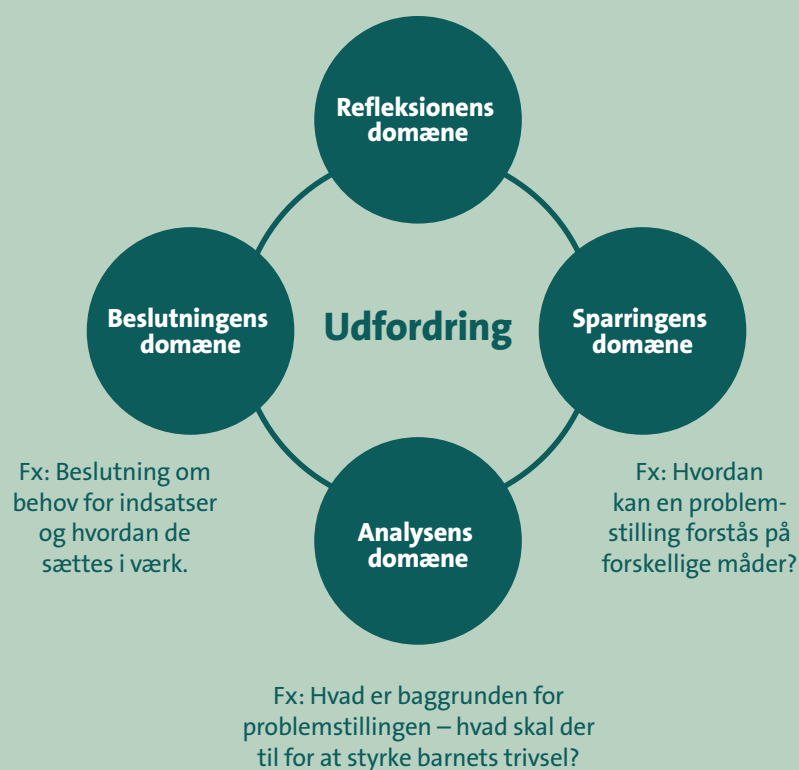 Refleksionens
domæne
Beslutningens
domæne
Udfordring
Sparringens
domæne
Fx: Beslutning om
behov for indsatser
og hvordan de
sættes i værk.
Fx: Hvordan
kan en problem-
stilling forstås på
forskellige måder?
Analysens
domæne
Fx: Hvad er baggrunden for
problemstillingen – hvad skal der
til for at styrke barnets trivsel?